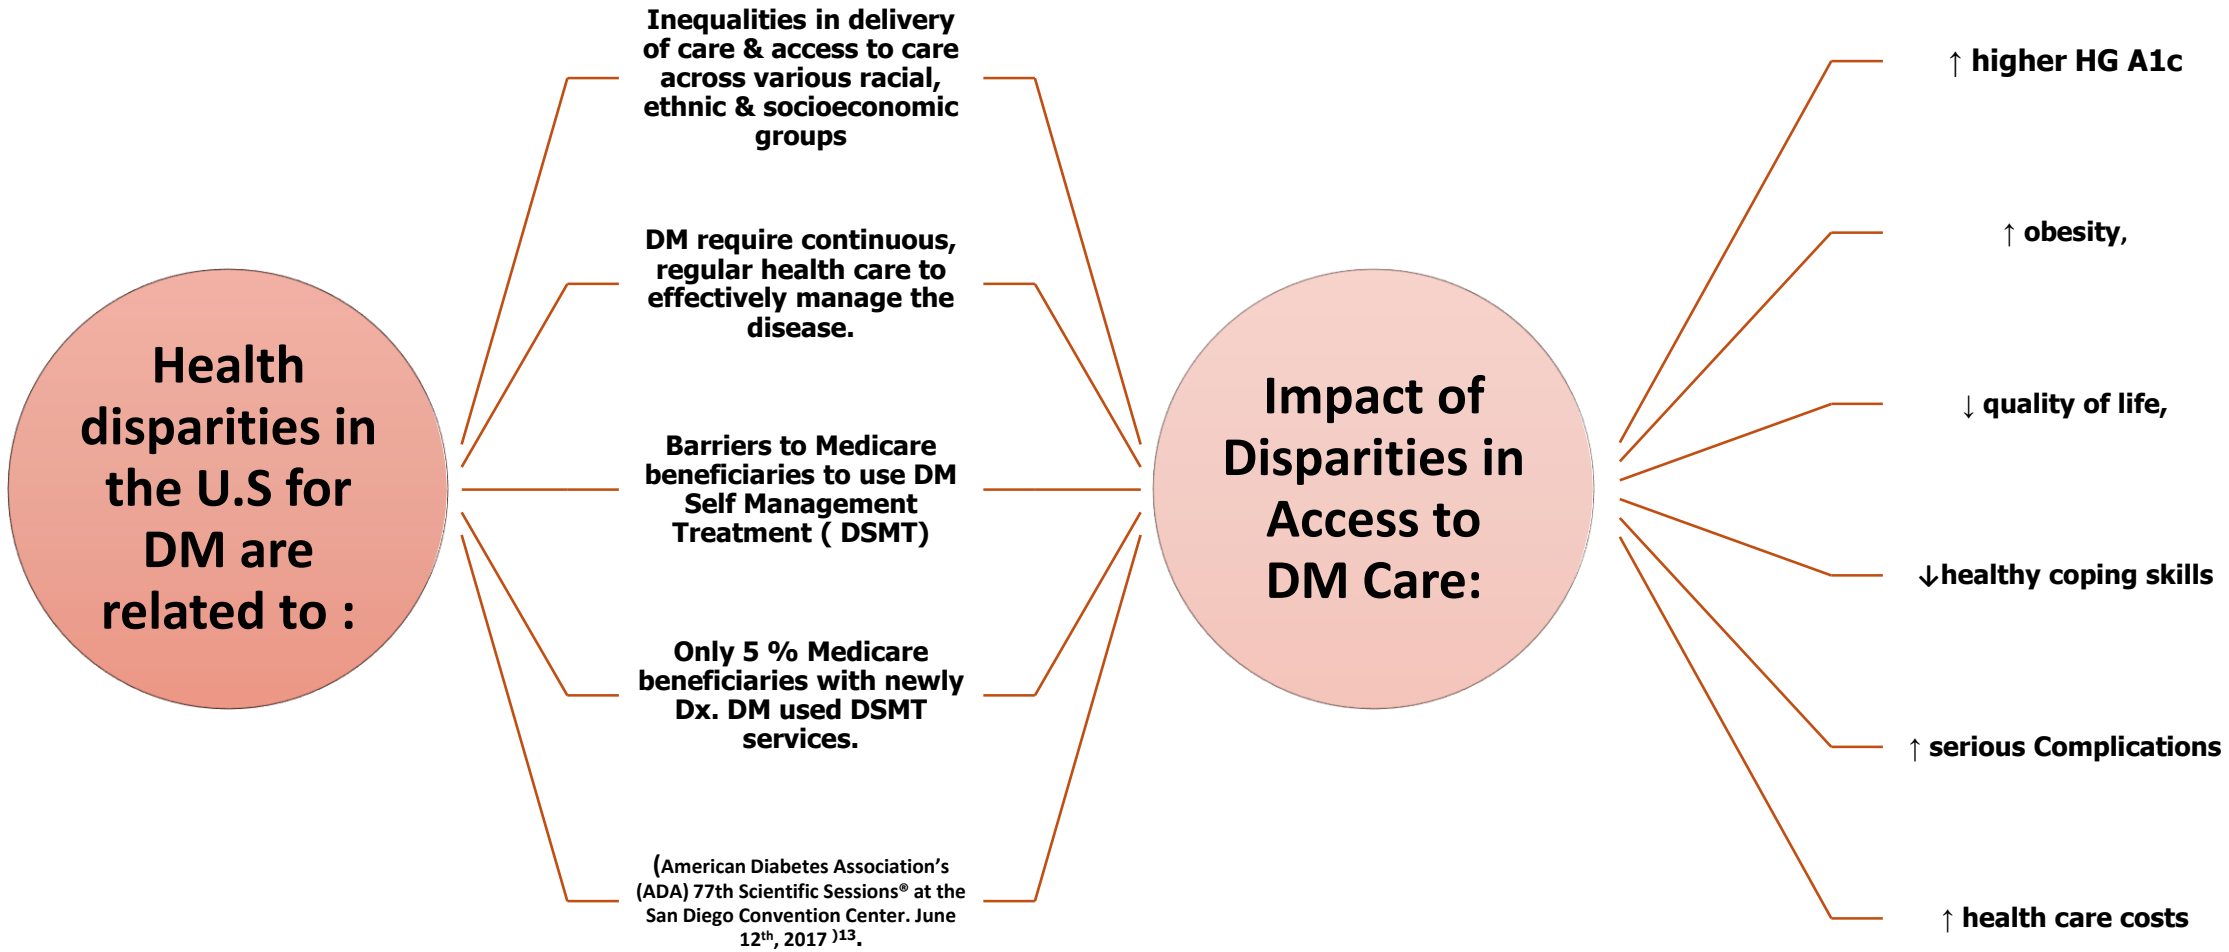 Health
disparities in
the U.S for
DM are
related to :
Inequalities in delivery
of care & access to care
across various racial,
ethnic & socioeconomic
groups
DM require continuous,
regular health care to
effectively manage the
disease.
Barriers to Medicare
beneficiaries to use DM
Self Management
Treatment ( DSMT)
Only 5 % Medicare
beneficiaries with newly
Dx. DM used DSMT
services.
(American Diabetes Association’s
(ADA) 77th Scientific Sessions® at the
San Diego Convention Center. June
12th, 2017 )13.
Impact of
Disparities in
Access to
DM Care:
↑ higher HG A1c
↑ obesity,
↓ quality of life,
↓healthy coping skills
↑ serious Complications
↑ health care costs